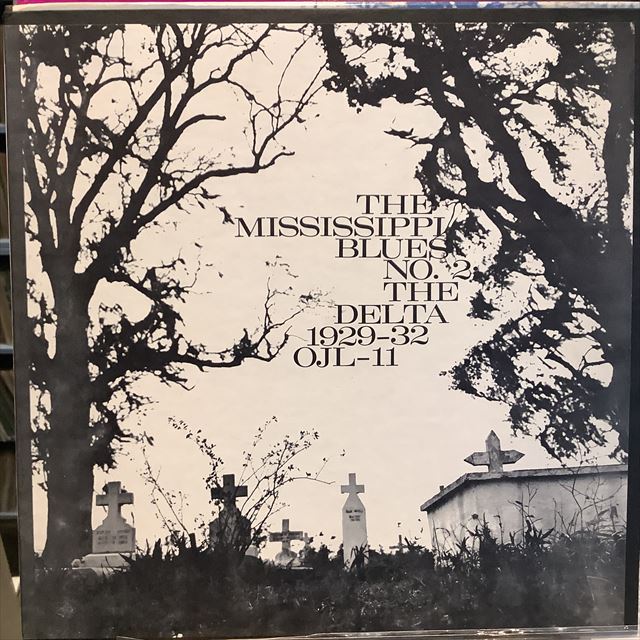 THE
MISSISSIPPI
BLUES
NO. 2
THE
DELTA
1929-32
OJL-11